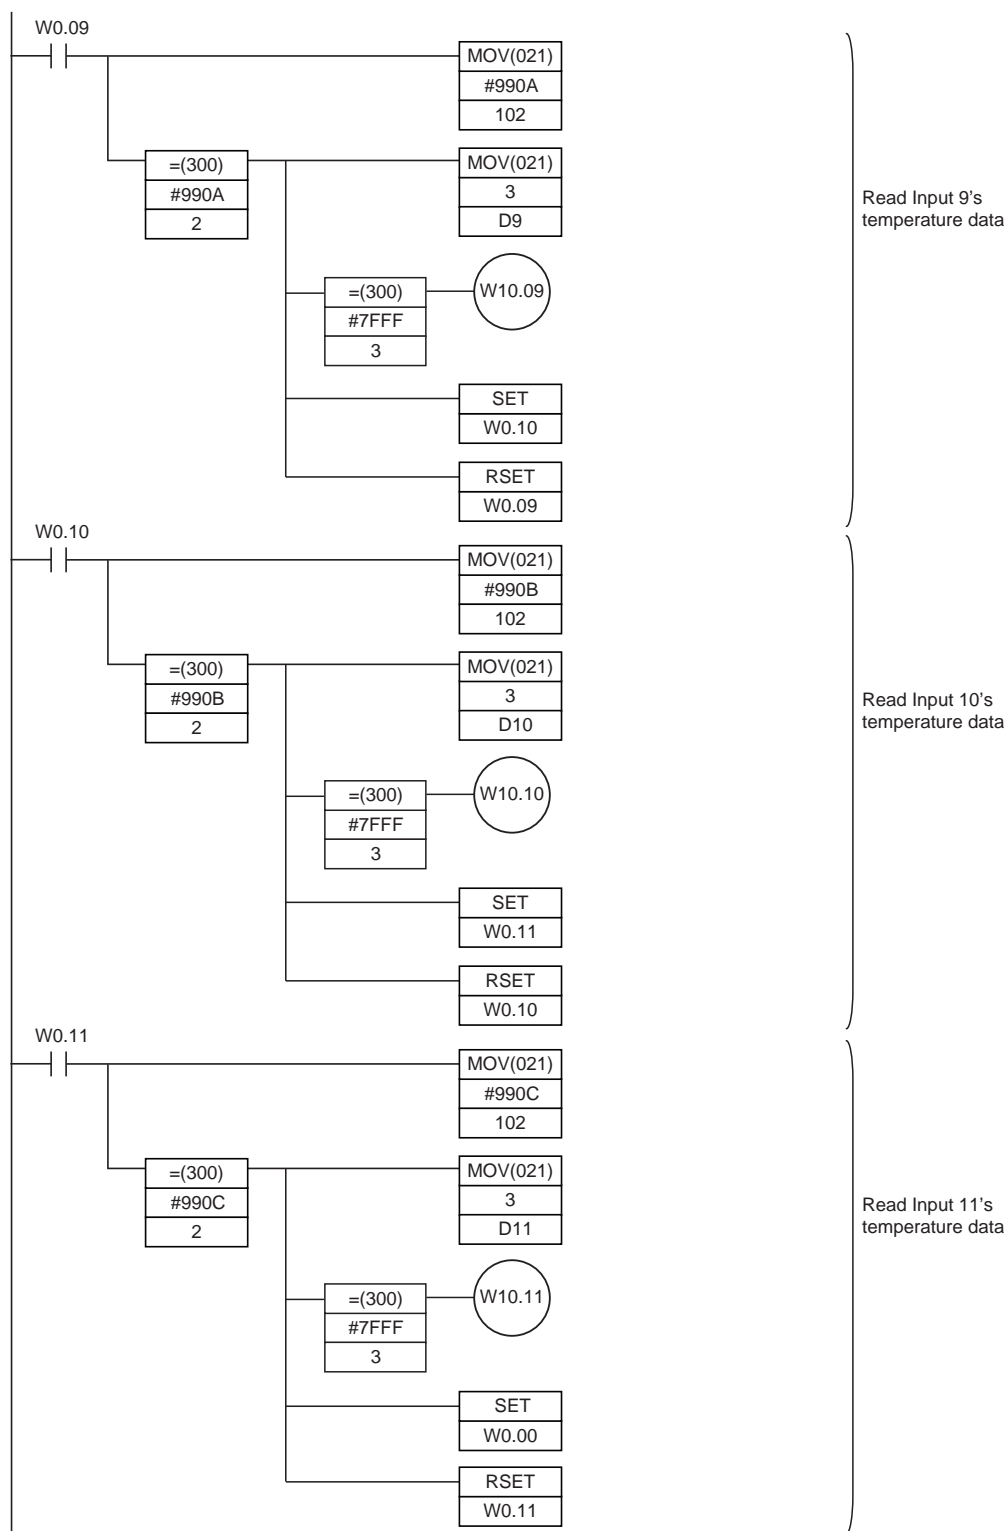 W0.09
MOV(021)
#990A
102
=(300)
#990A
2
MOV(021)
3
D9
=(300)
#7FFF
3
W10.09
SET
W0.10
RSET
W0.09
Read Input 9's
temperature data
W0.10
MOV(021)
#990B
102
=(300)
#990B
2
MOV(021)
3
D10
=(300)
#7FFF
3
W10.10
SET
W0.11
RSET
W0.10
Read Input 10's
temperature data
W0.11
MOV(021)
#990C
102
=(300)
#990C
2
MOV(021)
3
D11
=(300)
#7FFF
3
W10.11
SET
W0.00
RSET
W0.11
Read Input 11's
temperature data